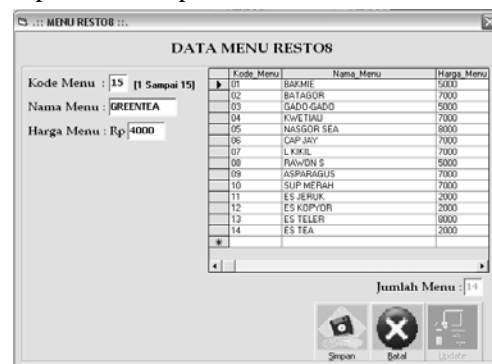 .:: MENU RESTO8 ::.
DATA MENU RESTO8
Kode Menu : 15 [1 Sampai 15]
Nama Menu : GREENTEA
Harga Menu : Rp 4000
Kode_Menu Nama_Menu Harga_Menu
01 BAKMIE 5000
02 BATAGOR 7000
03 GADO-GADO 5000
04 KWETIAU 7000
05 NASGOR SEA 8000
06 CAP JAY 7000
07 L KIKIL 7000
08 RAWON S 5000
09 ASPARAGUS 7000
10 SUP MERAH 7000
11 ES JERUK 2000
12 ES KOPYOR 2000
13 ES TELER 8000
14 ES TEA 2000
Jumlah Menu : 14
Simpan Batal Update